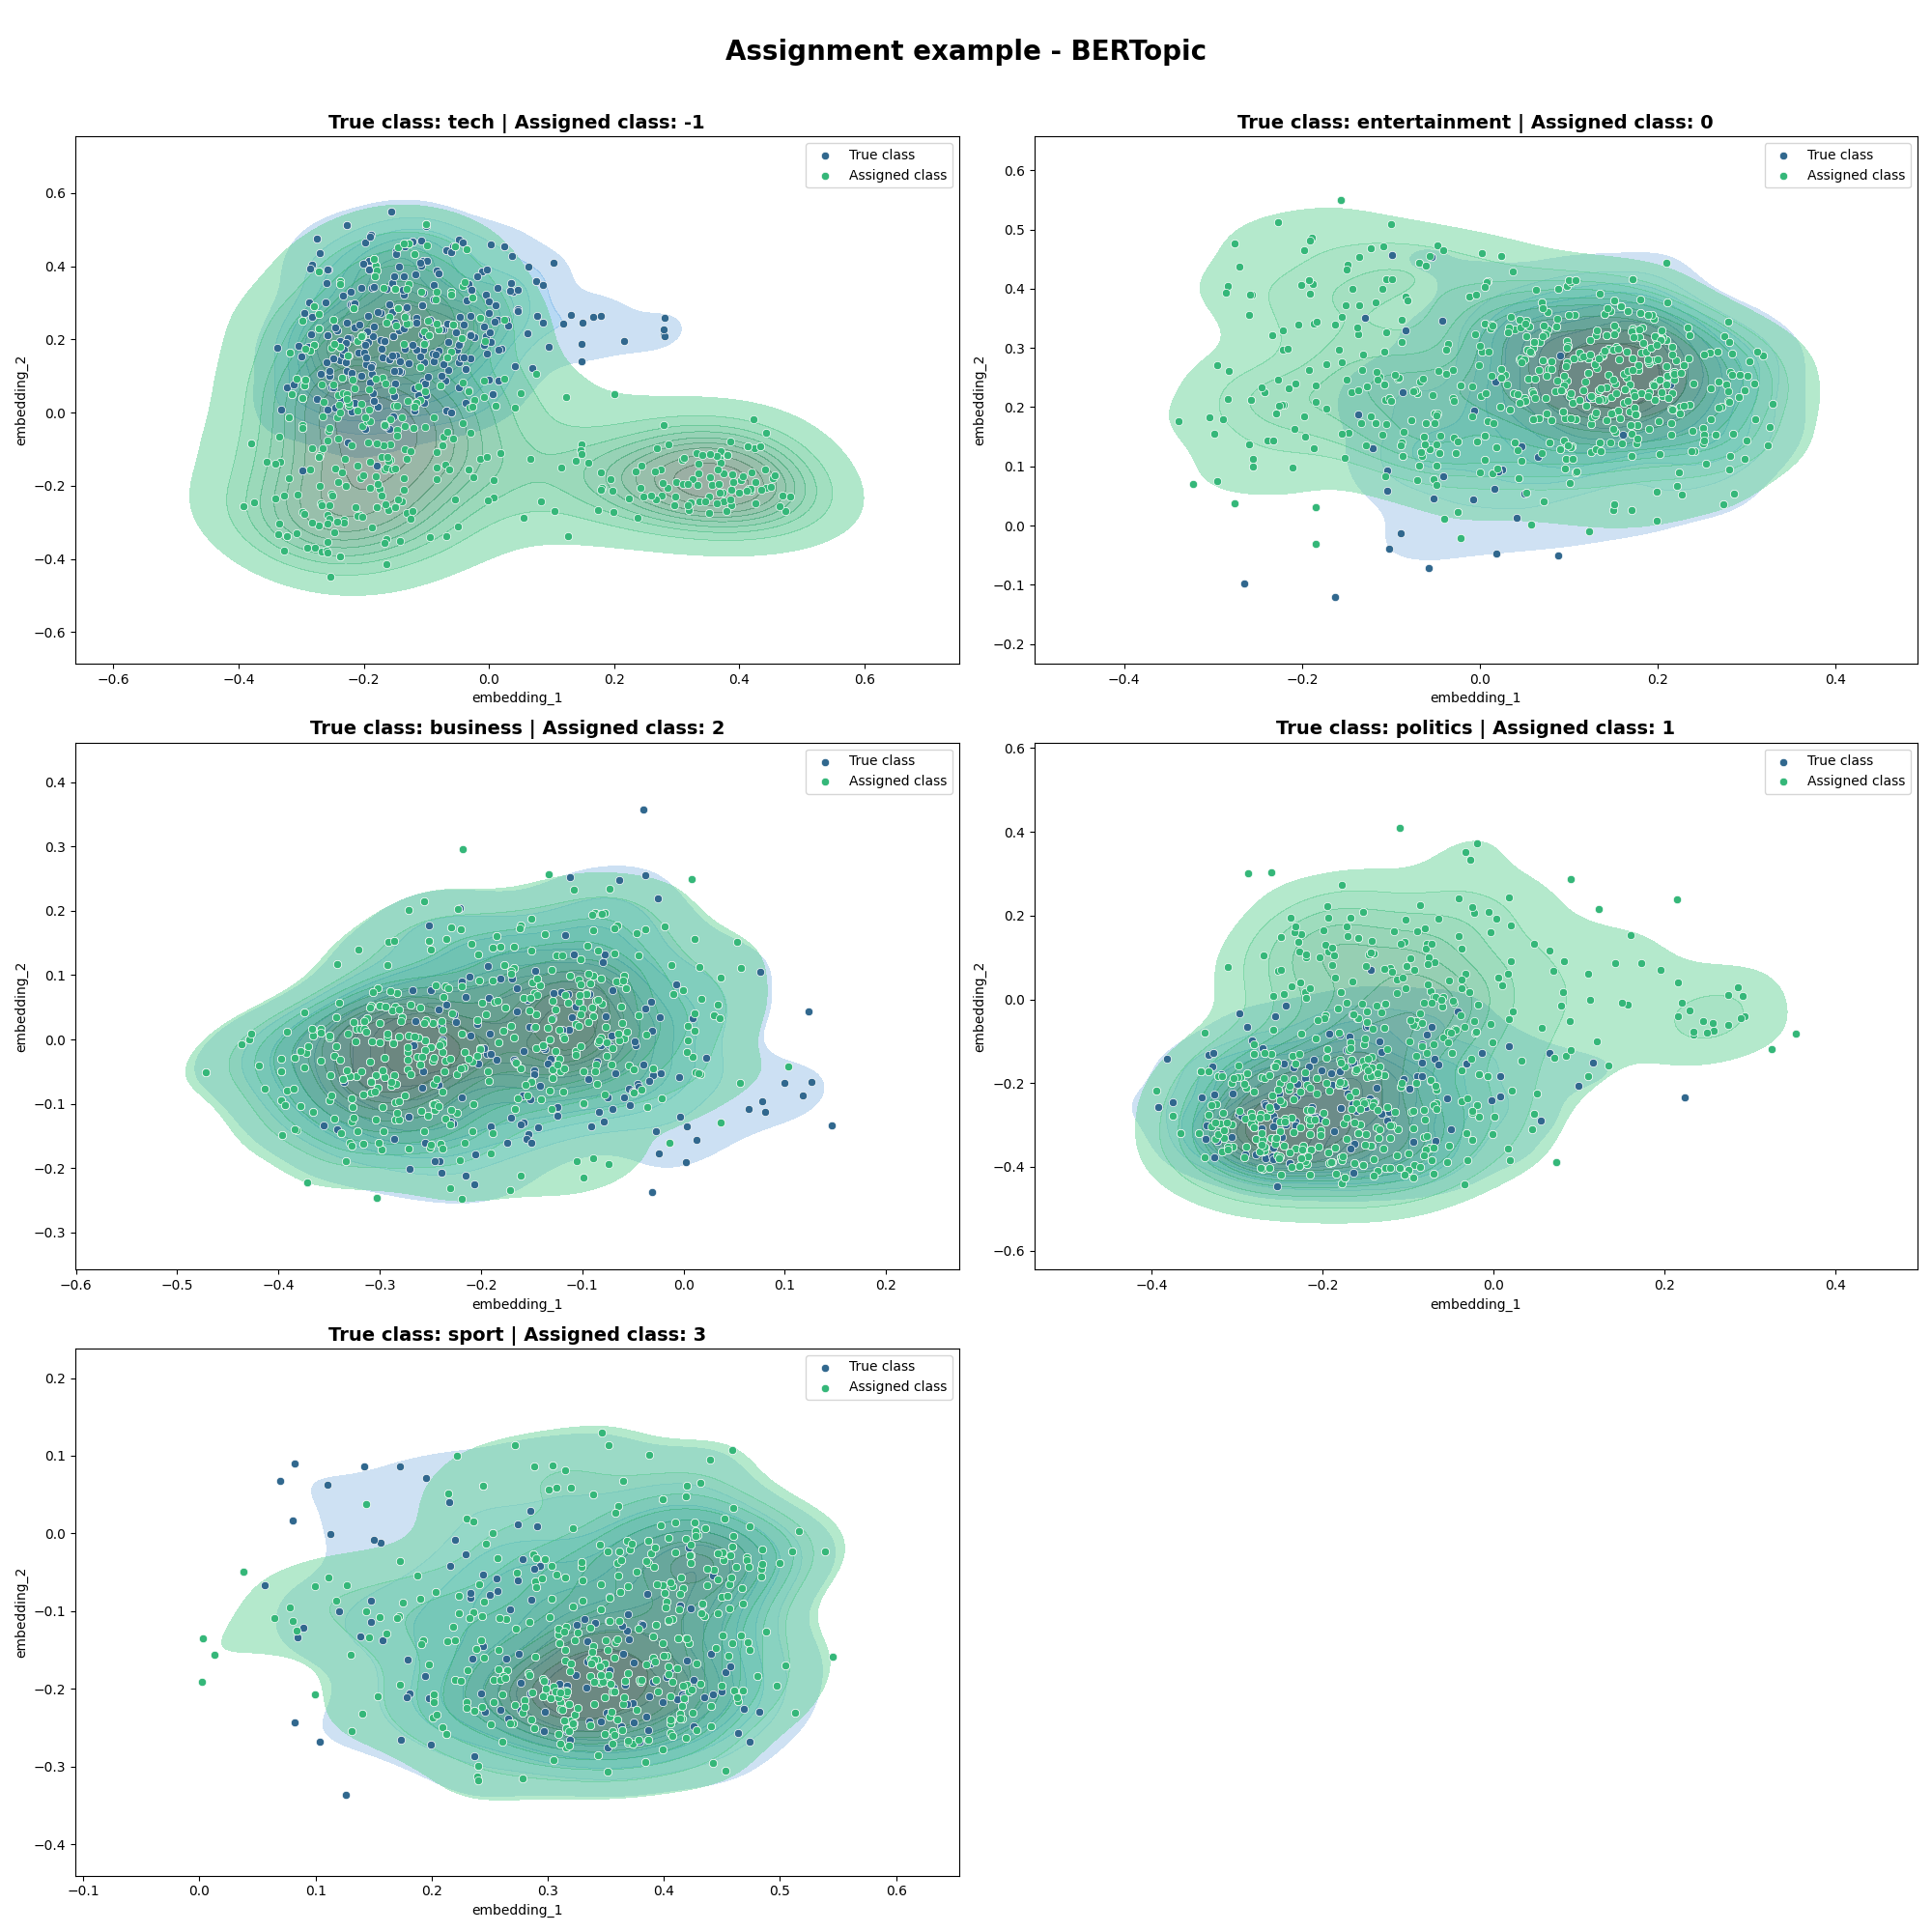 Assignment example - BERTopic
True class: tech | Assigned class: -1
True class
Assigned class
0.6
0.4
0.2
0.0
−0.2
−0.4
−0.6
embedding_2
−0.6 −0.4 −0.2 0.0 0.2 0.4 0.6
embedding_1
True class: entertainment | Assigned class: 0
True class
Assigned class
0.6
0.5
0.4
0.3
0.2
0.1
0.0
−0.1
−0.2
embedding_2
−0.4 −0.2 0.0 0.2 0.4
embedding_1
True class: business | Assigned class: 2
True class
Assigned class
0.4
0.3
0.2
0.1
0.0
−0.1
−0.2
−0.3
embedding_2
−0.6 −0.5 −0.4 −0.3 −0.2 −0.1 0.0 0.1 0.2
embedding_1
True class: politics | Assigned class: 1
True class
Assigned class
0.6
0.4
0.2
0.0
−0.2
−0.4
−0.6
embedding_2
−0.4 −0.2 0.0 0.2 0.4
embedding_1
True class: sport | Assigned class: 3
True class
Assigned class
0.2
0.1
0.0
−0.1
−0.2
−0.3
−0.4
embedding_2
−0.1 0.0 0.1 0.2 0.3 0.4 0.5 0.6
embedding_1